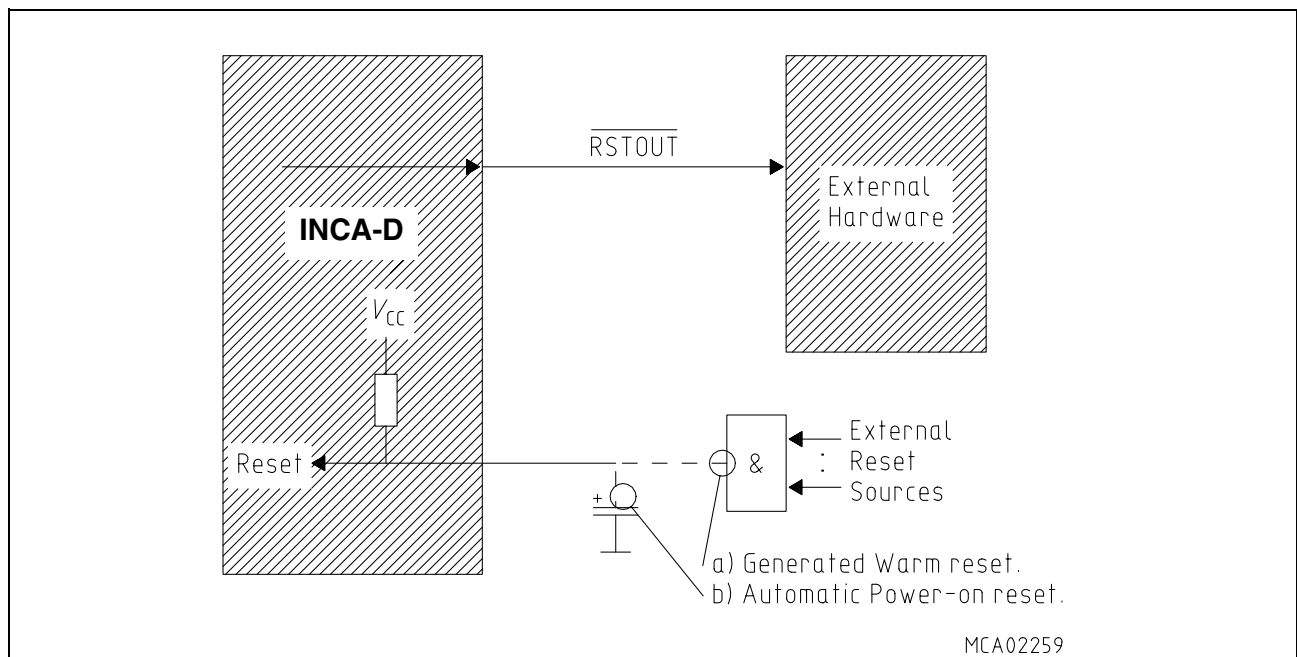 RSTOUT
External
Hardware
INCA-D
VCC
Reset
+
&
External
:
Reset
Sources
a) Generated Warm reset.
b) Automatic Power-on reset.
MCA02259